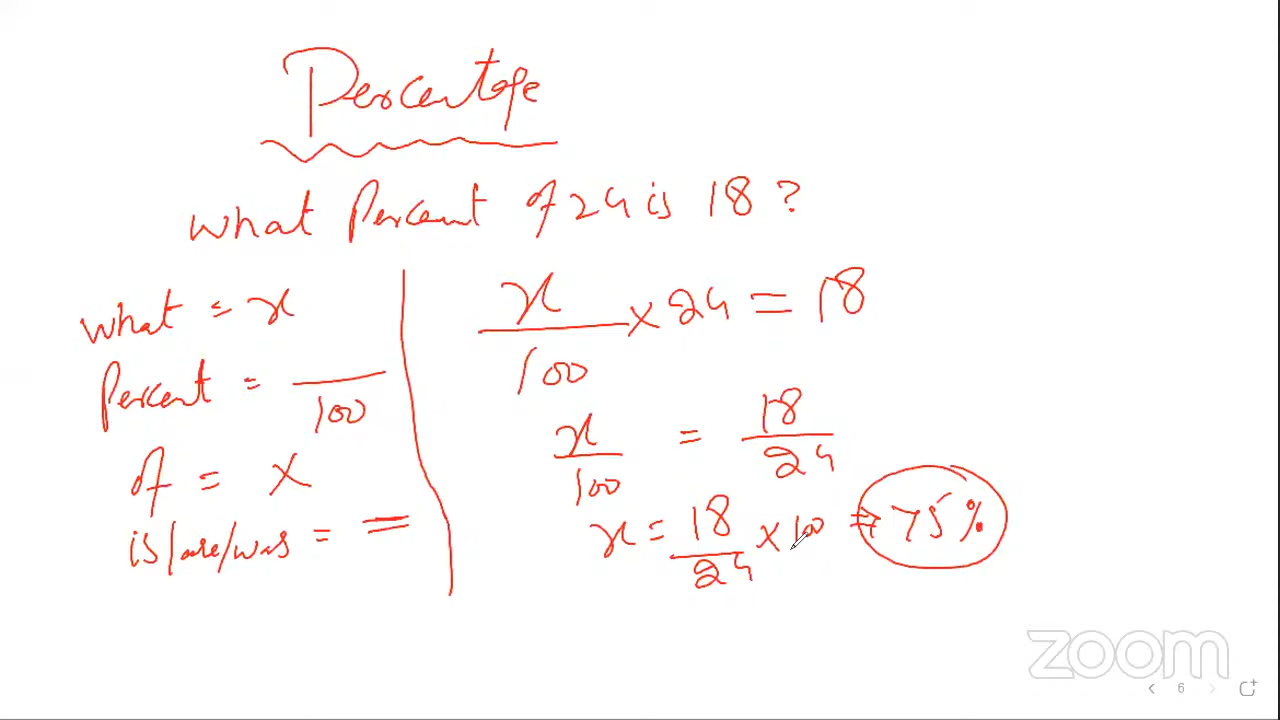 Percentage
What Percent of 24 is 18 ?
What = x
Percent = —/100
of = ×
is/are/was = =
x/100 × 24 = 18
x/100 = 18/24
x = 18/24 × 100 ⇒ 75%
zoom
< 6 >